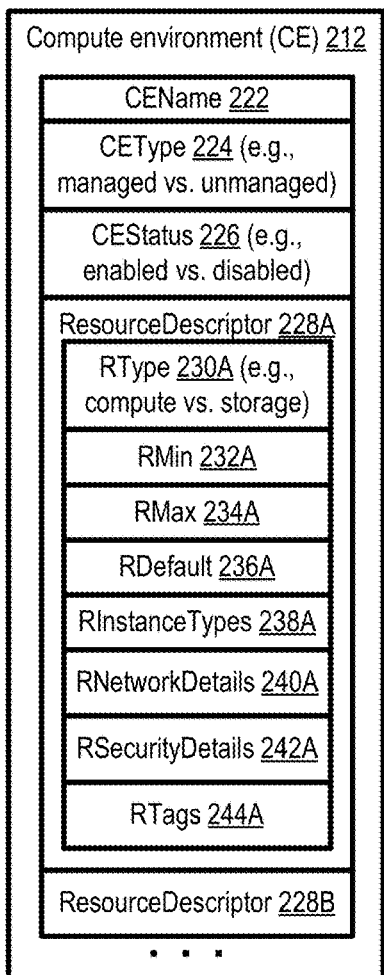 Compute environment (CE) 212
CEName 222
CEType 224 (e.g.,
managed vs. unmanaged)
CEStatus 226 (e.g.,
enabled vs. disabled)
ResourceDescriptor 228A
RType 230A (e.g.,
compute vs. storage)
RMin 232A
RMax 234A
RDefault 236A
RInstanceTypes 238A
RNetworkDetails 240A
RSecurityDetails 242A
RTags 244A
ResourceDescriptor 228B
. . .